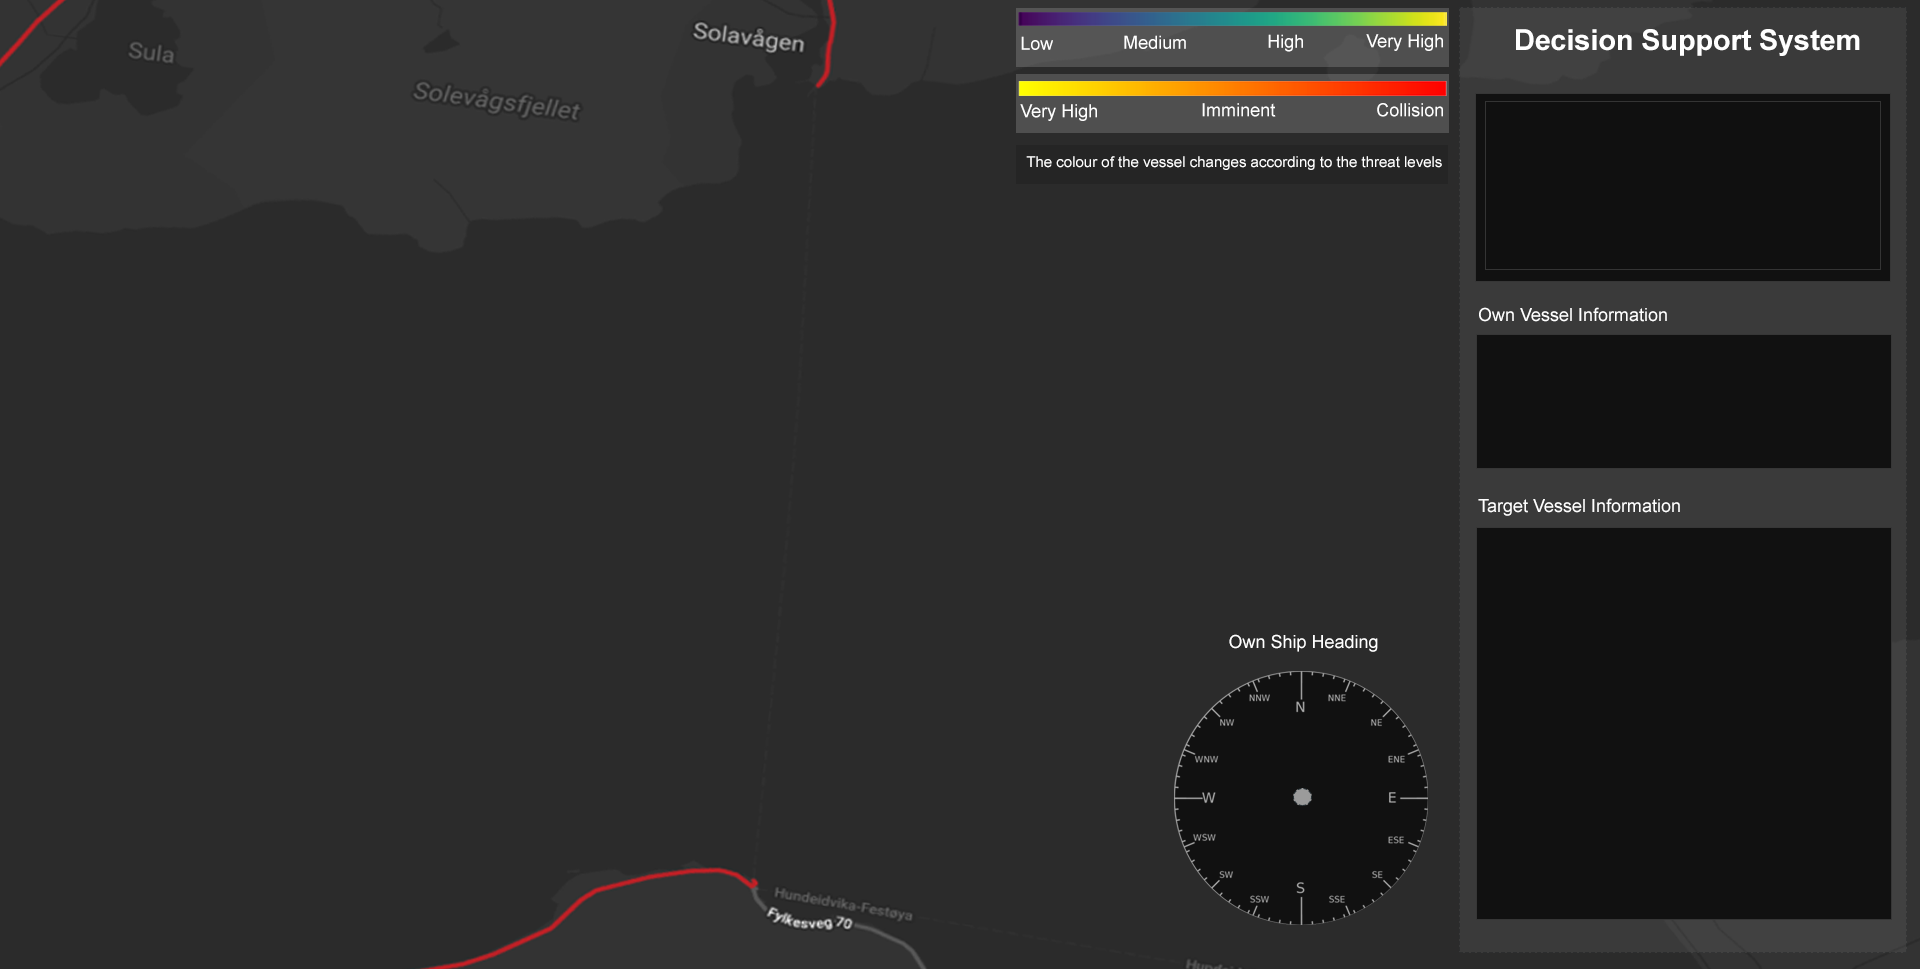 Sula
Solevågsfjellet
Solavågen
Low Medium High Very High
Very High Imminent Collision
The colour of the vessel changes according to the threat levels
Decision Support System
Own Vessel Information
Target Vessel Information
Own Ship Heading
N
NNE
NE
ENE
E
ESE
SE
SSE
S
SSW
SW
WSW
W
WNW
NW
NNW
Hundeidvika-Festøya
Fylkesveg 70